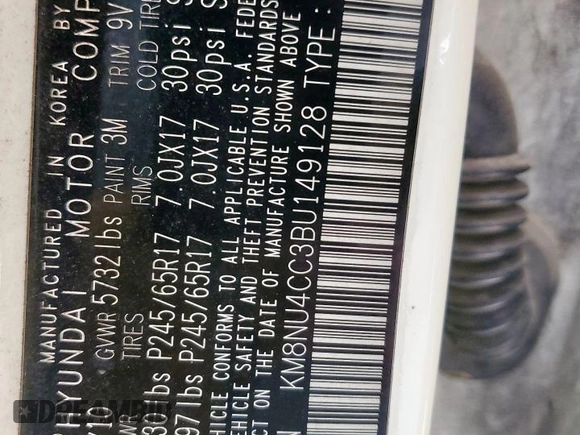 MANUFACTURED IN KOREA BY
HYUNDAI MOTOR COMP
GVWR 5732lbs PAINT 3M TRIM 9V
TIRES RIMS COLD TIRE
lbs P245/65R17 7.0JX17 30psi
97lbs P245/65R17 7.0JX17 30psi
VEHICLE CONFORMS TO ALL APPLICABLE U.S.A. FEDE
VEHICLE SAFETY AND THEFT PREVENTION STANDARDS
ON THE DATE OF MANUFACTURE SHOWN ABOVE
KM8NU4CC3BU149128 TYPE :